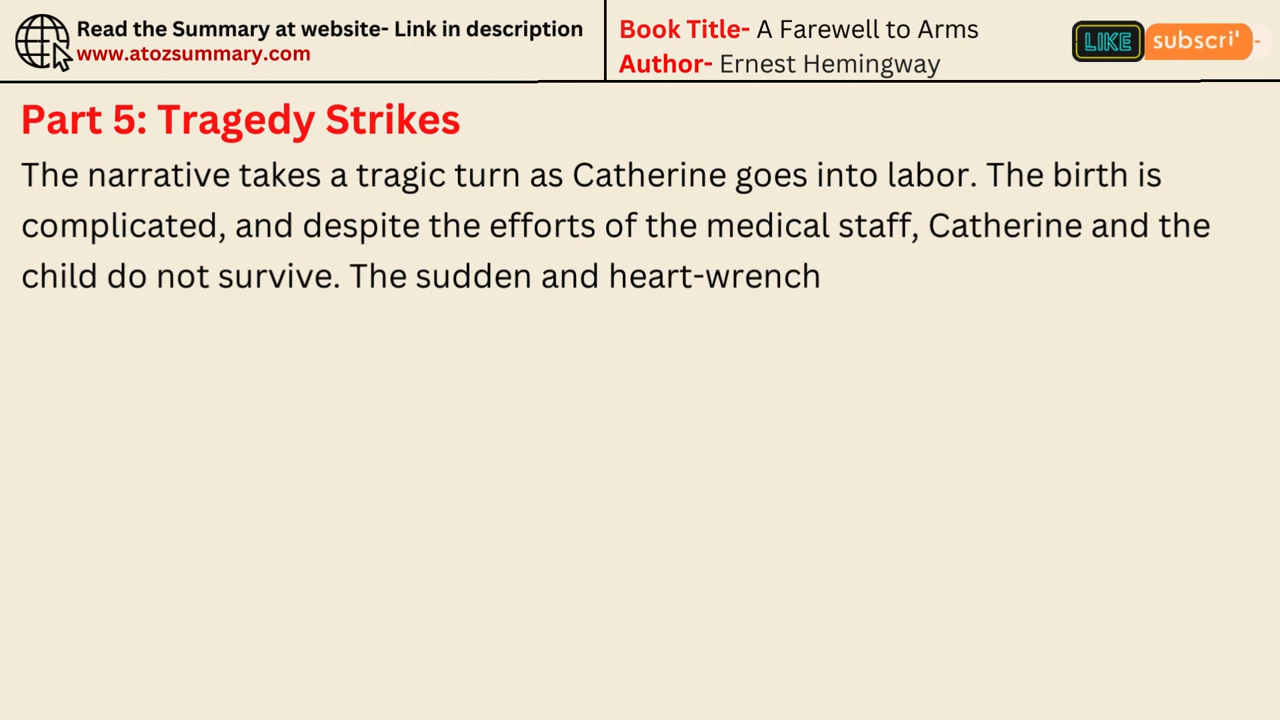 Read the Summary at website- Link in description
www.atozsummary.com
Book Title- A Farewell to Arms
Author- Ernest Hemingway
LIKE
subscri'
Part 5: Tragedy Strikes
The narrative takes a tragic turn as Catherine goes into labor. The birth is
complicated, and despite the efforts of the medical staff, Catherine and the
child do not survive. The sudden and heart-wrench